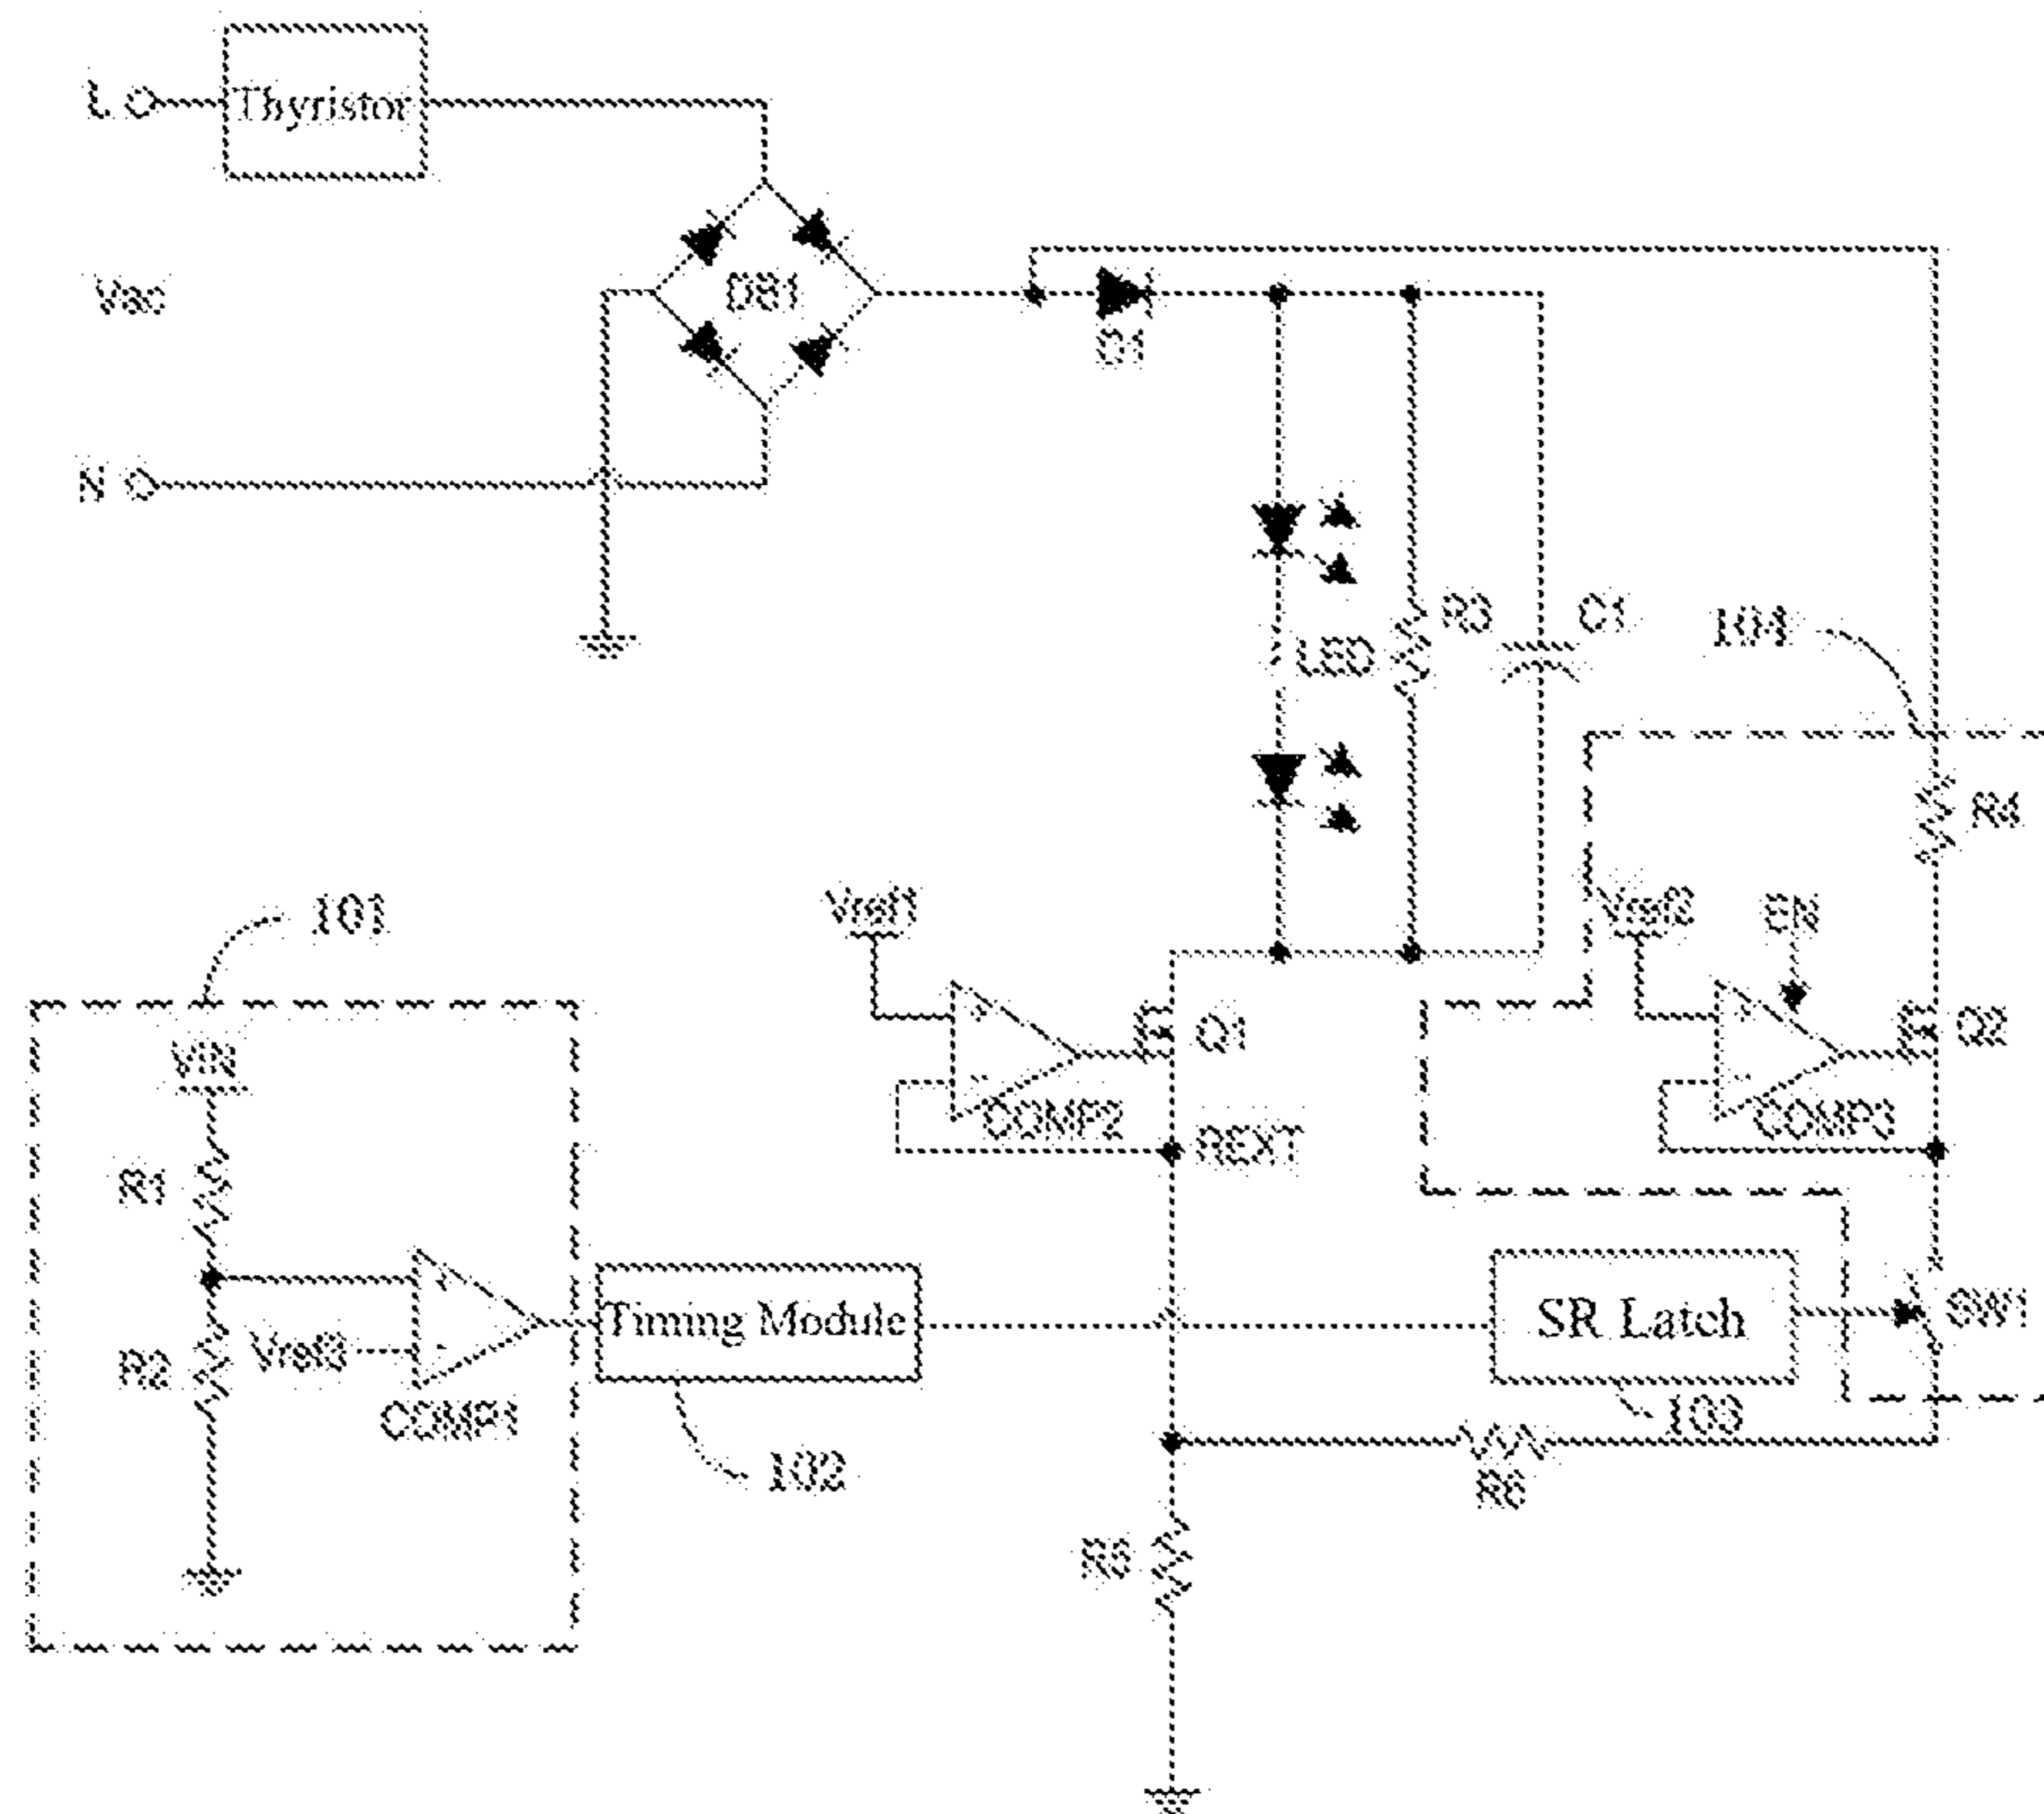 L
Thyristor
Vac
DB1
D1
N
R3
C1
LED
104
R4
101
Vref1
Vref2
EN
VIN
Q1
Q2
COMP2
REXT
COMP3
R1
Timing Module
SR Latch
SW1
R2
Vref3
COMP1
103
102
R6
R5